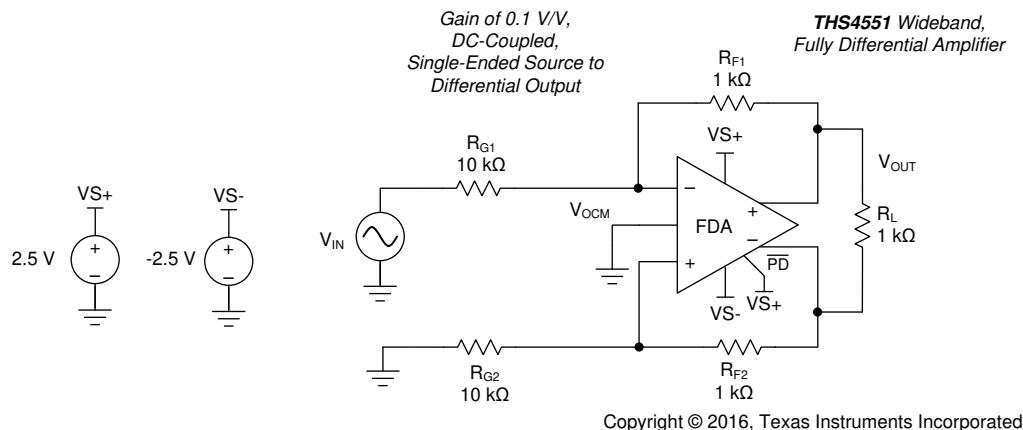 Gain of 0.1 V/V,
DC-Coupled,
Single-Ended Source to
Differential Output
THS4551 Wideband,
Fully Differential Amplifier
RF1
1 kΩ
VS+
RG1
10 kΩ
VOUT
VS+
VS-
VOCM
FDA
RL
1 kΩ
VIN
2.5 V
-2.5 V
PD
VS-
VS+
RG2
10 kΩ
RF2
1 kΩ
Copyright © 2016, Texas Instruments Incorporated